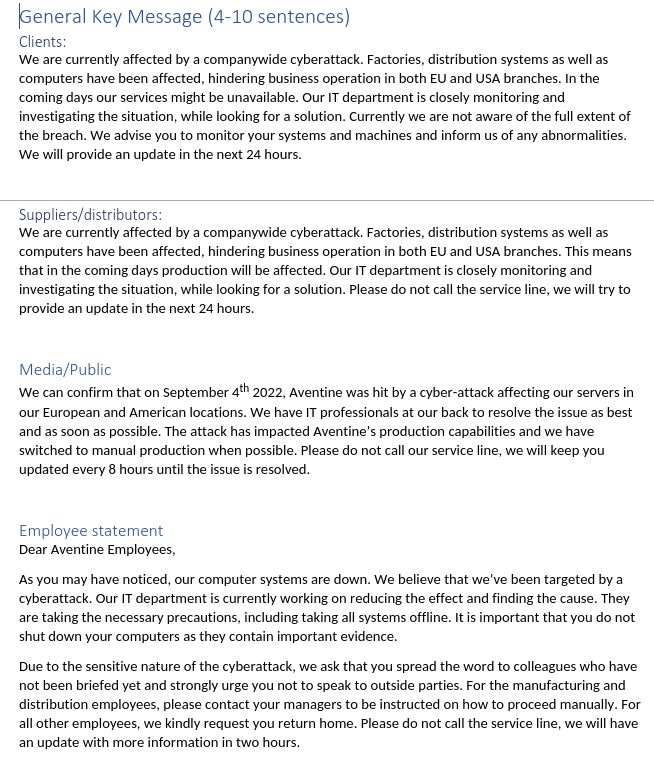 General Key Message (4-10 sentences)
Clients:
We are currently affected by a companywide cyberattack. Factories, distribution systems as well as
computers have been affected, hindering business operation in both EU and USA branches. In the
coming days our services might be unavailable. Our IT department is closely monitoring and
investigating the situation, while looking for a solution. Currently we are not aware of the full extent of
the breach. We advise you to monitor your systems and machines and inform us of any abnormalities.
We will provide an update in the next 24 hours.
Suppliers/distributors:
We are currently affected by a companywide cyberattack. Factories, distribution systems as well as
computers have been affected, hindering business operation in both EU and USA branches. This means
that in the coming days production will be affected. Our IT department is closely monitoring and
investigating the situation, while looking for a solution. Please do not call the service line, we will try to
provide an update in the next 24 hours.
Media/Public
We can confirm that on September 4th 2022, Aventine was hit by a cyber-attack affecting our servers in
our European and American locations. We have IT professionals at our back to resolve the issue as best
and as soon as possible. The attack has impacted Aventine's production capabilities and we have
switched to manual production when possible. Please do not call our service line, we will keep you
updated every 8 hours until the issue is resolved.
Employee statement
Dear Aventine Employees,
As you may have noticed, our computer systems are down. We believe that we've been targeted by a
cyberattack. Our IT department is currently working on reducing the effect and finding the cause. They
are taking the necessary precautions, including taking all systems offline. It is important that you do not
shut down your computers as they contain important evidence.
Due to the sensitive nature of the cyberattack, we ask that you spread the word to colleagues who have
not been briefed yet and strongly urge you not to speak to outside parties. For the manufacturing and
distribution employees, please contact your managers to be instructed on how to proceed manually. For
all other employees, we kindly request you return home. Please do not call the service line, we will have
an update with more information in two hours.